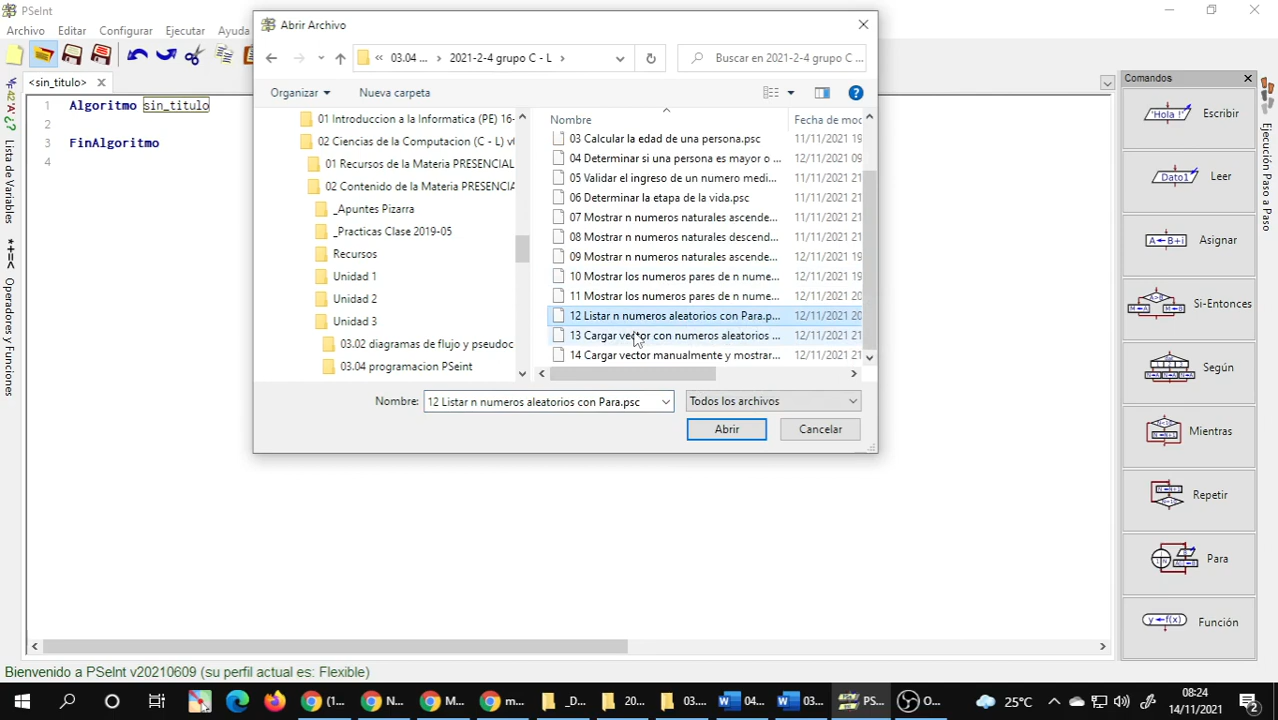 PSeInt
Archivo Editar Configurar Ejecutar Ayuda
<sin_titulo>
1 Algoritmo sin_titulo
2
3 FinAlgoritmo
4
Lista de Variables
Operadores y Funciones
Abrir Archivo
« 03.04 ... › 2021-2-4 grupo C - L ›
Buscar en 2021-2-4 grupo C ...
Organizar
Nueva carpeta
01 Introduccion a la Informatica (PE) 16-
02 Ciencias de la Computacion (C - L) v6
01 Recursos de la Materia PRESENCIAL
02 Contenido de la Materia PRESENCIA
_Apuntes Pizarra
_Practicas Clase 2019-05
Recursos
Unidad 1
Unidad 2
Unidad 3
03.02 diagramas de flujo y pseudoc
03.04 programacion PSeint
Nombre Fecha de moc
03 Calcular la edad de una persona.psc 11/11/2021 19
04 Determinar si una persona es mayor o ... 12/11/2021 09
05 Validar el ingreso de un numero medi... 11/11/2021 21
06 Determinar la etapa de la vida.psc 11/11/2021 21
07 Mostrar n numeros naturales ascende... 11/11/2021 21
08 Mostrar n numeros naturales descend... 11/11/2021 21
09 Mostrar n numeros naturales ascende... 12/11/2021 19
10 Mostrar los numeros pares de n nume... 12/11/2021 19
11 Mostrar los numeros pares de n nume... 12/11/2021 20
12 Listar n numeros aleatorios con Para.p... 12/11/2021 20
13 Cargar vector con numeros aleatorios ... 12/11/2021 21
14 Cargar vector manualmente y mostrar... 12/11/2021 21
Nombre: 12 Listar n numeros aleatorios con Para.psc
Todos los archivos
Abrir Cancelar
Comandos
'Hola !' Escribir
Dato1 Leer
A←B+i Asignar
Si-Entonces
Según
Mientras
Repetir
Para
y←f(x) Función
Ejecución Paso a Paso
Bienvenido a PSeInt v20210609 (su perfil actual es: Flexible)
(1... N... M... m... _D... 20... 03.... 04... 03... PS... O...
25°C
08:24
14/11/2021
2